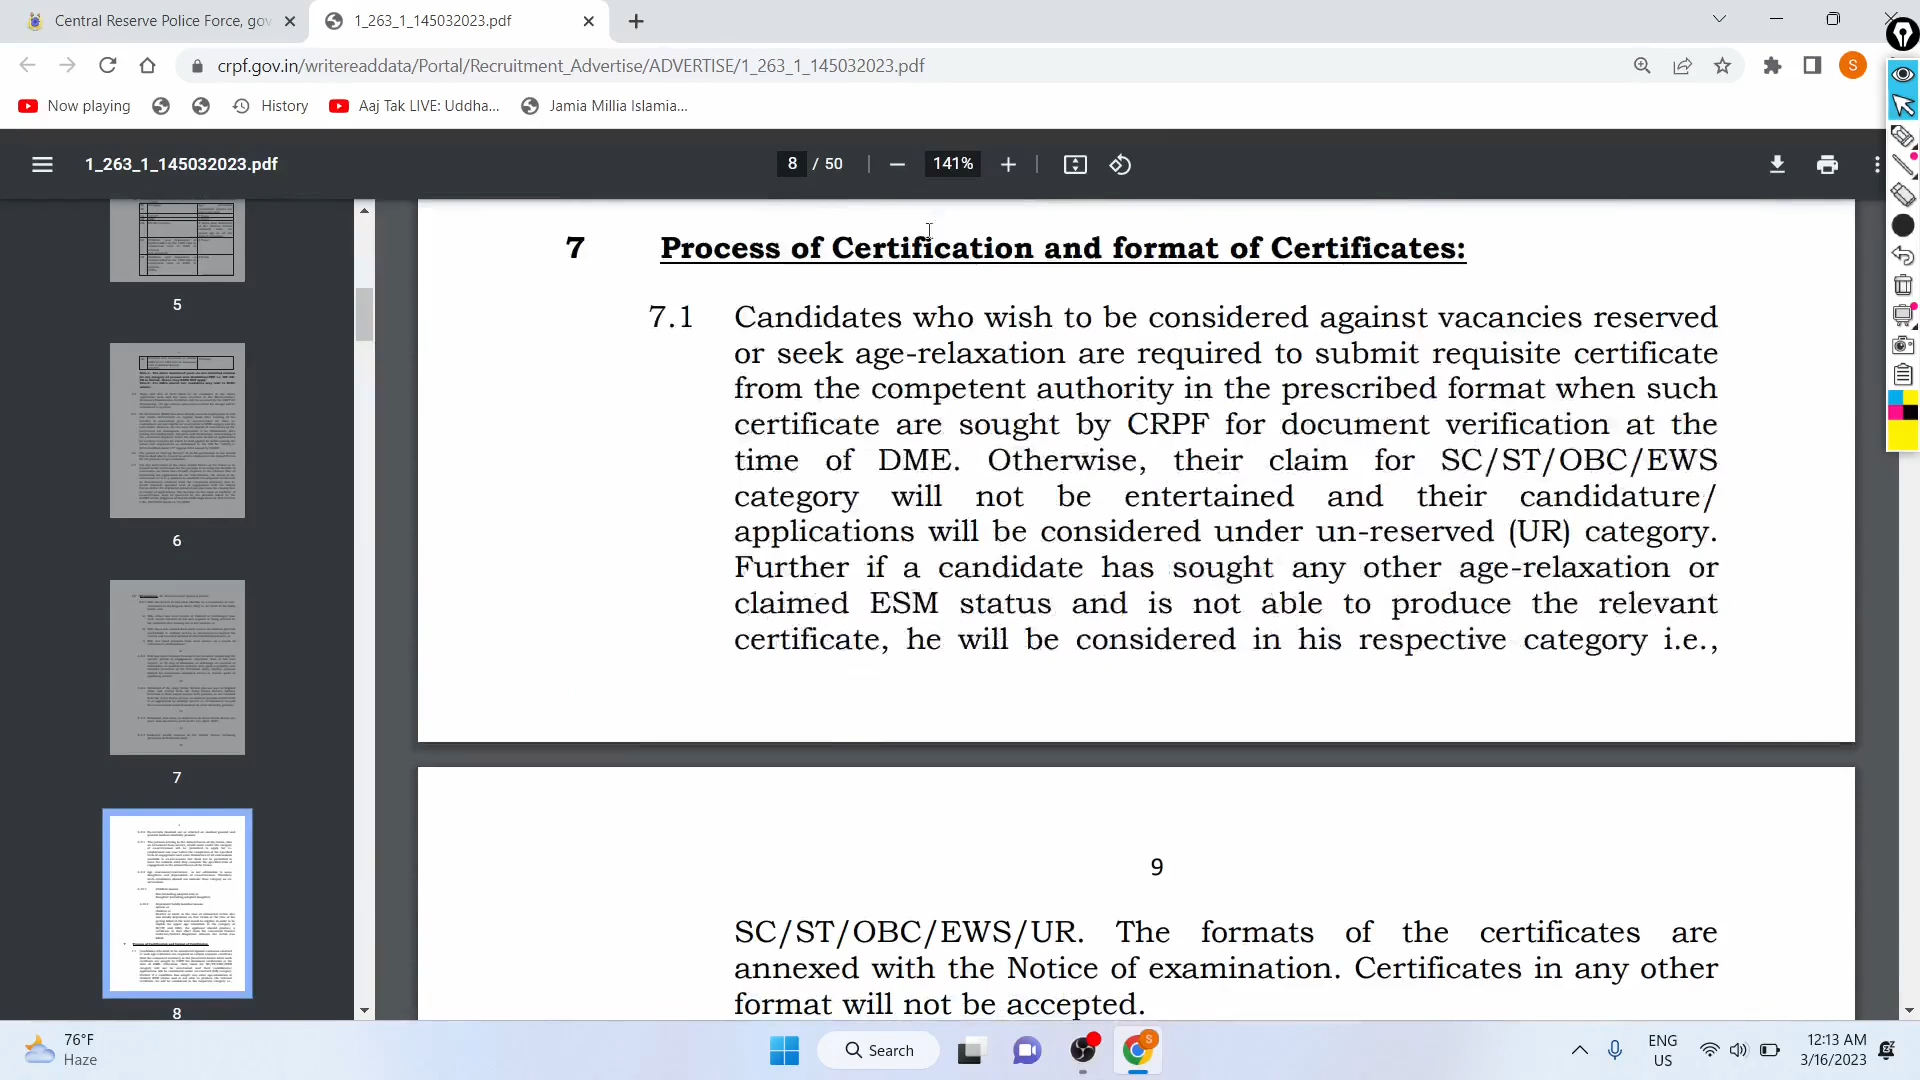 Central Reserve Police Force, gov
1_263_1_145032023.pdf
crpf.gov.in/writereaddata/Portal/Recruitment_Advertise/ADVERTISE/1_263_1_145032023.pdf
S
Now playing
History
Aaj Tak LIVE: Uddha...
Jamia Millia Islamia...
1_263_1_145032023.pdf
8 / 50
141%
5
6
7
8
7 Process of Certification and format of Certificates:
7.1 Candidates who wish to be considered against vacancies reserved
or seek age-relaxation are required to submit requisite certificate
from the competent authority in the prescribed format when such
certificate are sought by CRPF for document verification at the
time of DME. Otherwise, their claim for SC/ST/OBC/EWS
category will not be entertained and their candidature/
applications will be considered under un-reserved (UR) category.
Further if a candidate has sought any other age-relaxation or
claimed ESM status and is not able to produce the relevant
certificate, he will be considered in his respective category i.e.,
9
SC/ST/OBC/EWS/UR. The formats of the certificates are
annexed with the Notice of examination. Certificates in any other
format will not be accepted.
76°F
Haze
Search
S
ENG
US
12:13 AM
3/16/2023